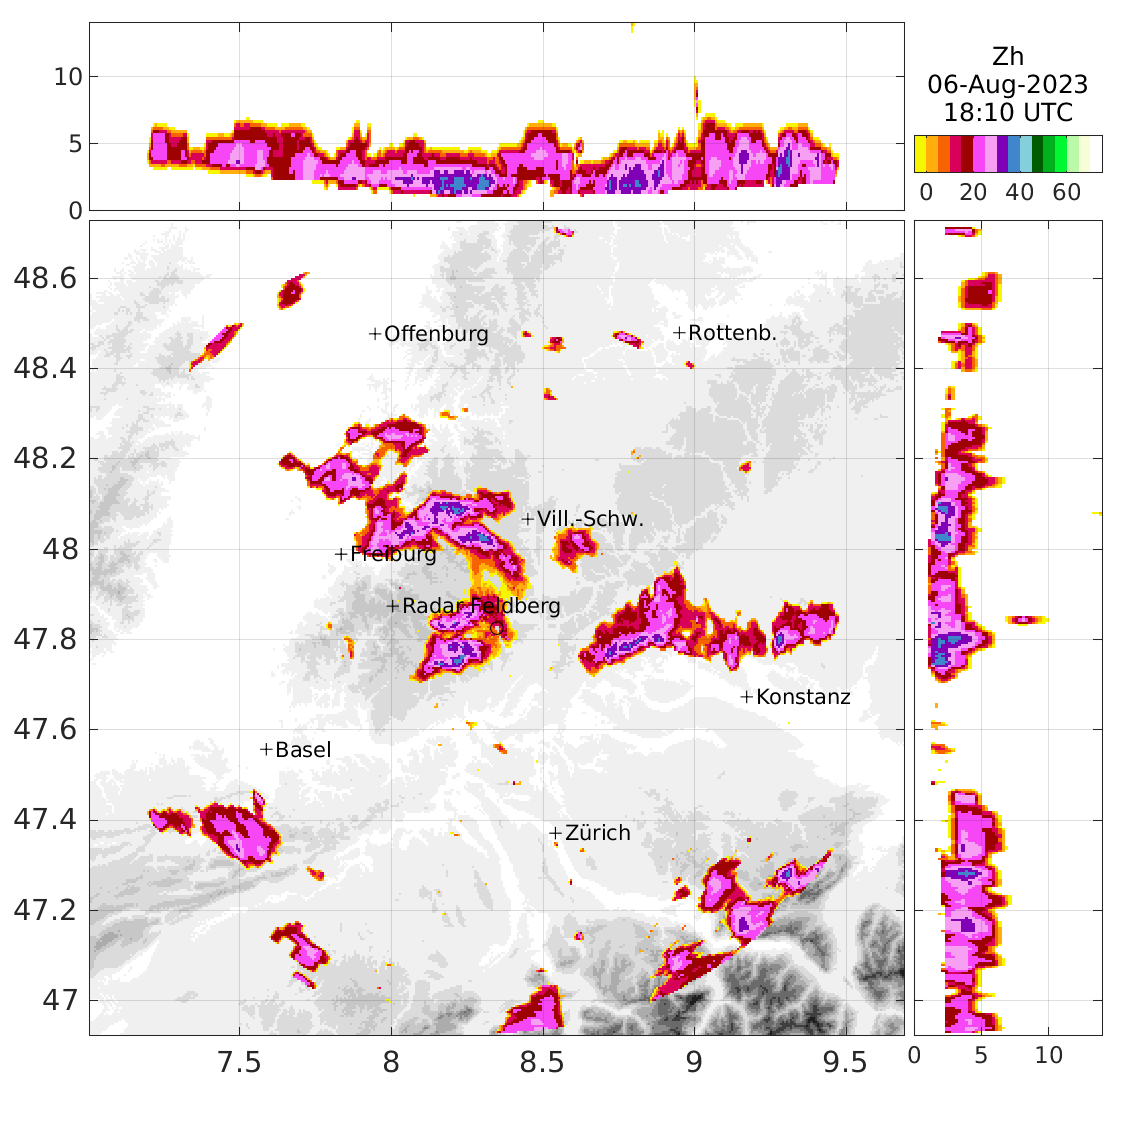 10
5
0
Zh
06-Aug-2023
18:10 UTC
0 20 40 60
48.6
48.4
48.2
48
47.8
47.6
47.4
47.2
47
+Offenburg
+Rottenb.
+Vill.-Schw.
+Freiburg
+Radar Feldberg
+Konstanz
+Basel
+Zürich
7.5 8 8.5 9 9.5
0 5 10